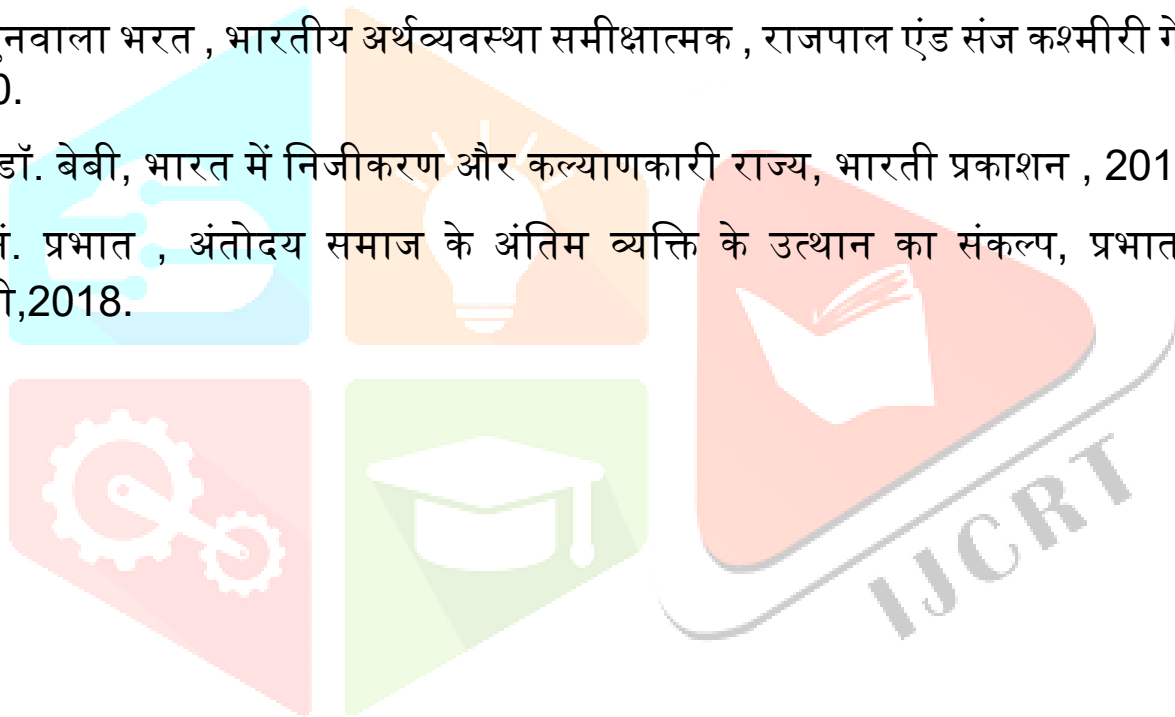 भरत , भारतीय अर्थव्यवस्था समीक्षात्मक , राजपाल एंड संज कश्मीरी
0.
डॉ. बेबी, भारत में निजीकरण और कल्याणकारी राज्य, भारती प्रकाशन , 201
प्रभात , अंतोदय समाज के अंतिम व्यक्ति के उत्थान का संकल्प, प्रभात
,2018.
IJCRT